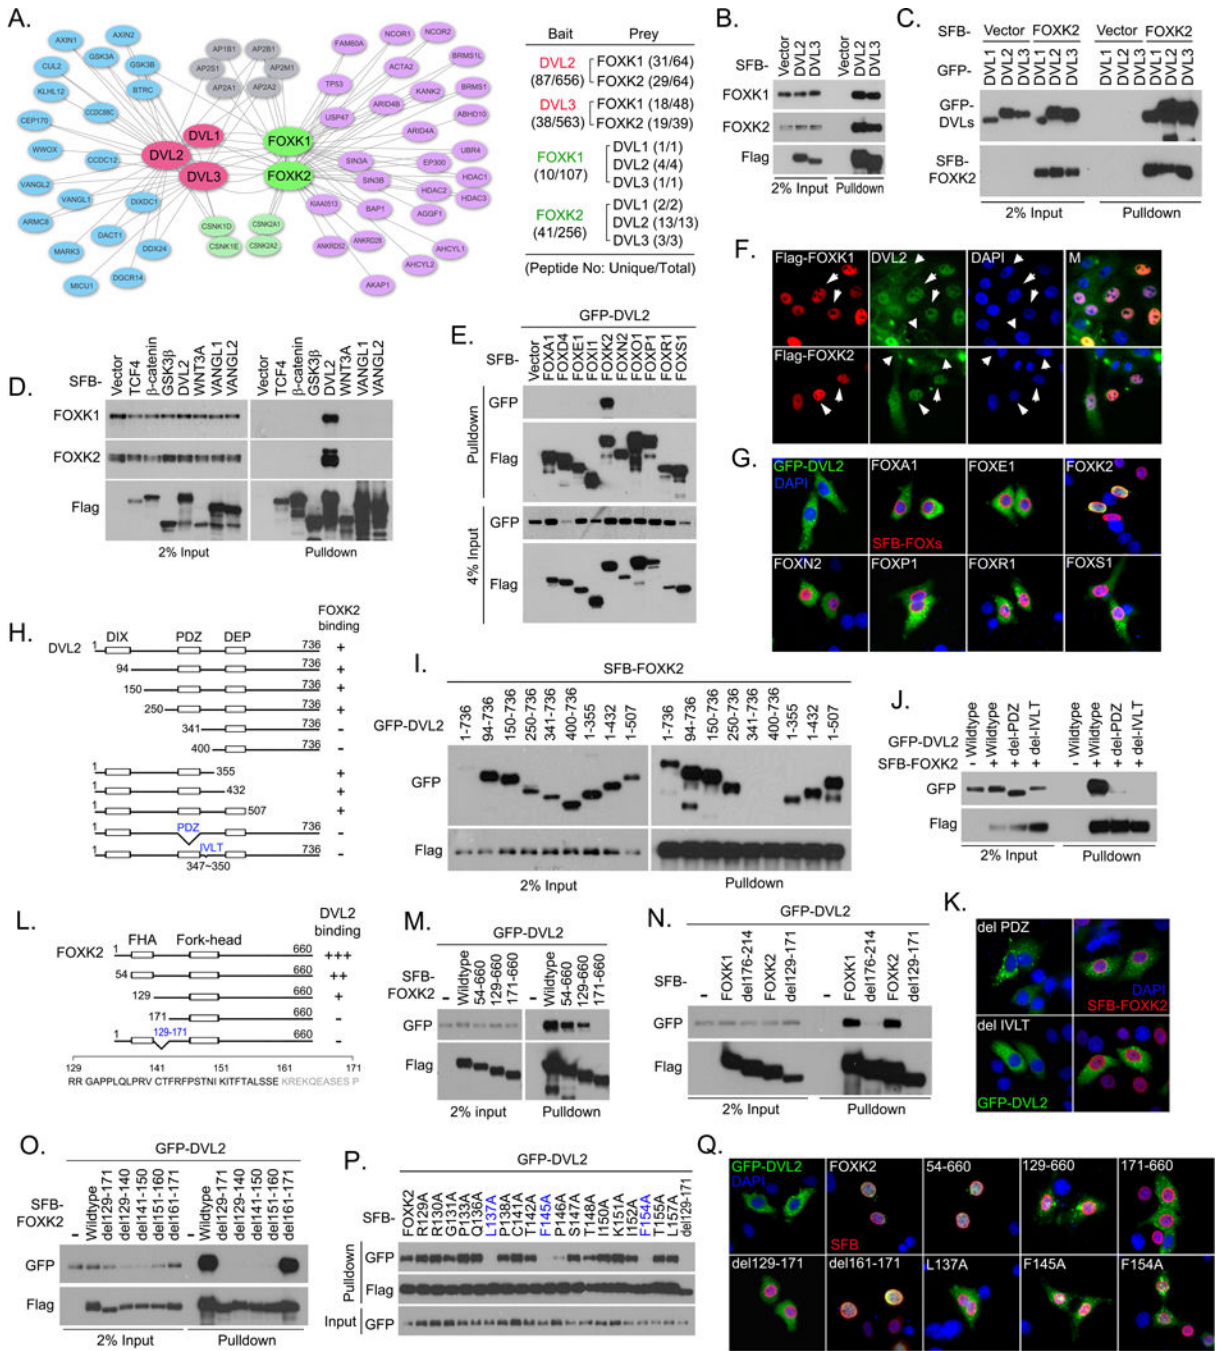 A.
AXIN1
AXIN2
GSK3A
CUL2
GSK3B
KLHL12
BTRC
CEP170
CCDC88C
WWOX
CCDC12
VANGL2
VANGL1
DIXDC1
ARMC8
DACT1
MARK3
DDX24
MICU1
DGCR14
AP1B1
AP2B1
AP2S1
AP2M1
AP2A1
AP2A2
DVL1
DVL2
DVL3
FOXK1
FOXK2
CSNK1D
CSNK2A1
CSNK1E
CSNK2A2
FAM60A
NCOR1
NCOR2
TP53
ACTA2
BRMS1L
KANK2
USP47
ARID4B
BRMS1
ABHD10
ARID4A
UBR4
SIN3A
EP300
SIN3B
HDAC1
HDAC2
HDAC3
KIAA0513
BAP1
AGGF1
ANKRD52
ANKRD28
AHCYL1
AHCYL2
AKAP1
Bait Prey
DVL2 FOXK1 (31/64)
(87/656) FOXK2 (29/64)
DVL3 FOXK1 (18/48)
(38/563) FOXK2 (19/39)
FOXK1 DVL1 (1/1)
(10/107) DVL2 (4/4)
DVL3 (1/1)
FOXK2 DVL1 (2/2)
(41/256) DVL2 (13/13)
DVL3 (3/3)
(Peptide No: Unique/Total)
B.
SFB- Vector DVL2 DVL3 Vector DVL2 DVL3
FOXK1
FOXK2
Flag
2% Input Pulldown
C.
SFB- Vector FOXK2 Vector FOXK2
GFP- DVL1 DVL2 DVL3 DVL1 DVL2 DVL3 DVL1 DVL2 DVL3 DVL1 DVL2 DVL3
GFP-
DVLs
SFB-
FOXK2
2% Input Pulldown
D.
SFB- Vector TCF4 β-catenin GSK3β DVL2 WNT3A VANGL1 VANGL2 Vector TCF4 β-catenin GSK3β DVL2 WNT3A VANGL1 VANGL2
FOXK1
FOXK2
Flag
2% Input Pulldown
E.
GFP-DVL2
SFB- Vector FOXA1 FOXD4 FOXE1 FOXI1 FOXK2 FOXN2 FOXO1 FOXP1 FOXR1 FOXS1
Pulldown
GFP
Flag
4% Input
GFP
Flag
F.
Flag-FOXK1 DVL2 DAPI M
Flag-FOXK2
G.
GFP-DVL2 FOXA1 FOXE1 FOXK2
DAPI
SFB-FOXs
FOXN2 FOXP1 FOXR1 FOXS1
H.
FOXK2
binding
DIX PDZ DEP
DVL2 1 736 +
94 736 +
150 736 +
250 736 +
341 736 -
400 736 -
1 355 +
1 432 +
1 507 +
1 PDZ 736 -
1 IVLT 736 -
347~350
I.
SFB-FOXK2
GFP-DVL2 1-736 94-736 150-736 250-736 341-736 400-736 1-355 1-432 1-507 1-736 94-736 150-736 250-736 341-736 400-736 1-355 1-432 1-507
GFP
Flag
2% Input Pulldown
J.
GFP-DVL2 Wildtype Wildtype del-PDZ del-IVLT Wildtype Wildtype del-PDZ del-IVLT
SFB-FOXK2 - + + + - + + +
GFP
Flag
2% Input Pulldown
K.
del PDZ
DAPI
SFB-FOXK2
del IVLT
GFP-DVL2
L.
DVL2
binding
FHA Fork-head
FOXK2 1 660 +++
54 660 ++
129 660 +
171 660 -
1 129-171 660 -
129 141 151 161 171
RR GAPPLQLPRV CTFRFPSTNI KITFTALSSE KREKQEASES P
M.
GFP-DVL2
SFB-
FOXK2
- Wildtype 54-660 129-660 171-660 - Wildtype 54-660 129-660 171-660
GFP
Flag
2% input Pulldown
N.
GFP-DVL2
SFB- - FOXK1 del176-214 FOXK2 del129-171 - FOXK1 del176-214 FOXK2 del129-171
GFP
Flag
2% Input Pulldown
O.
GFP-DVL2
SFB-
FOXK2
- Wildtype del129-171 del129-140 del141-150 del151-160 del161-171 - Wildtype del129-171 del129-140 del141-150 del151-160 del161-171
GFP
Flag
2% Input Pulldown
P.
GFP-DVL2
SFB- FOXK2 R129A R130A G131A P133A Q136A L137A P138A C141A T142A F145A P146A S147A T148A I150A K151A I152A F154A T155A L157A del129-171
Pulldown
GFP
Flag
Input
GFP
Q.
GFP-DVL2 FOXK2 54-660 129-660 171-660
DAPI
SFB
del129-171 del161-171 L137A F145A F154A